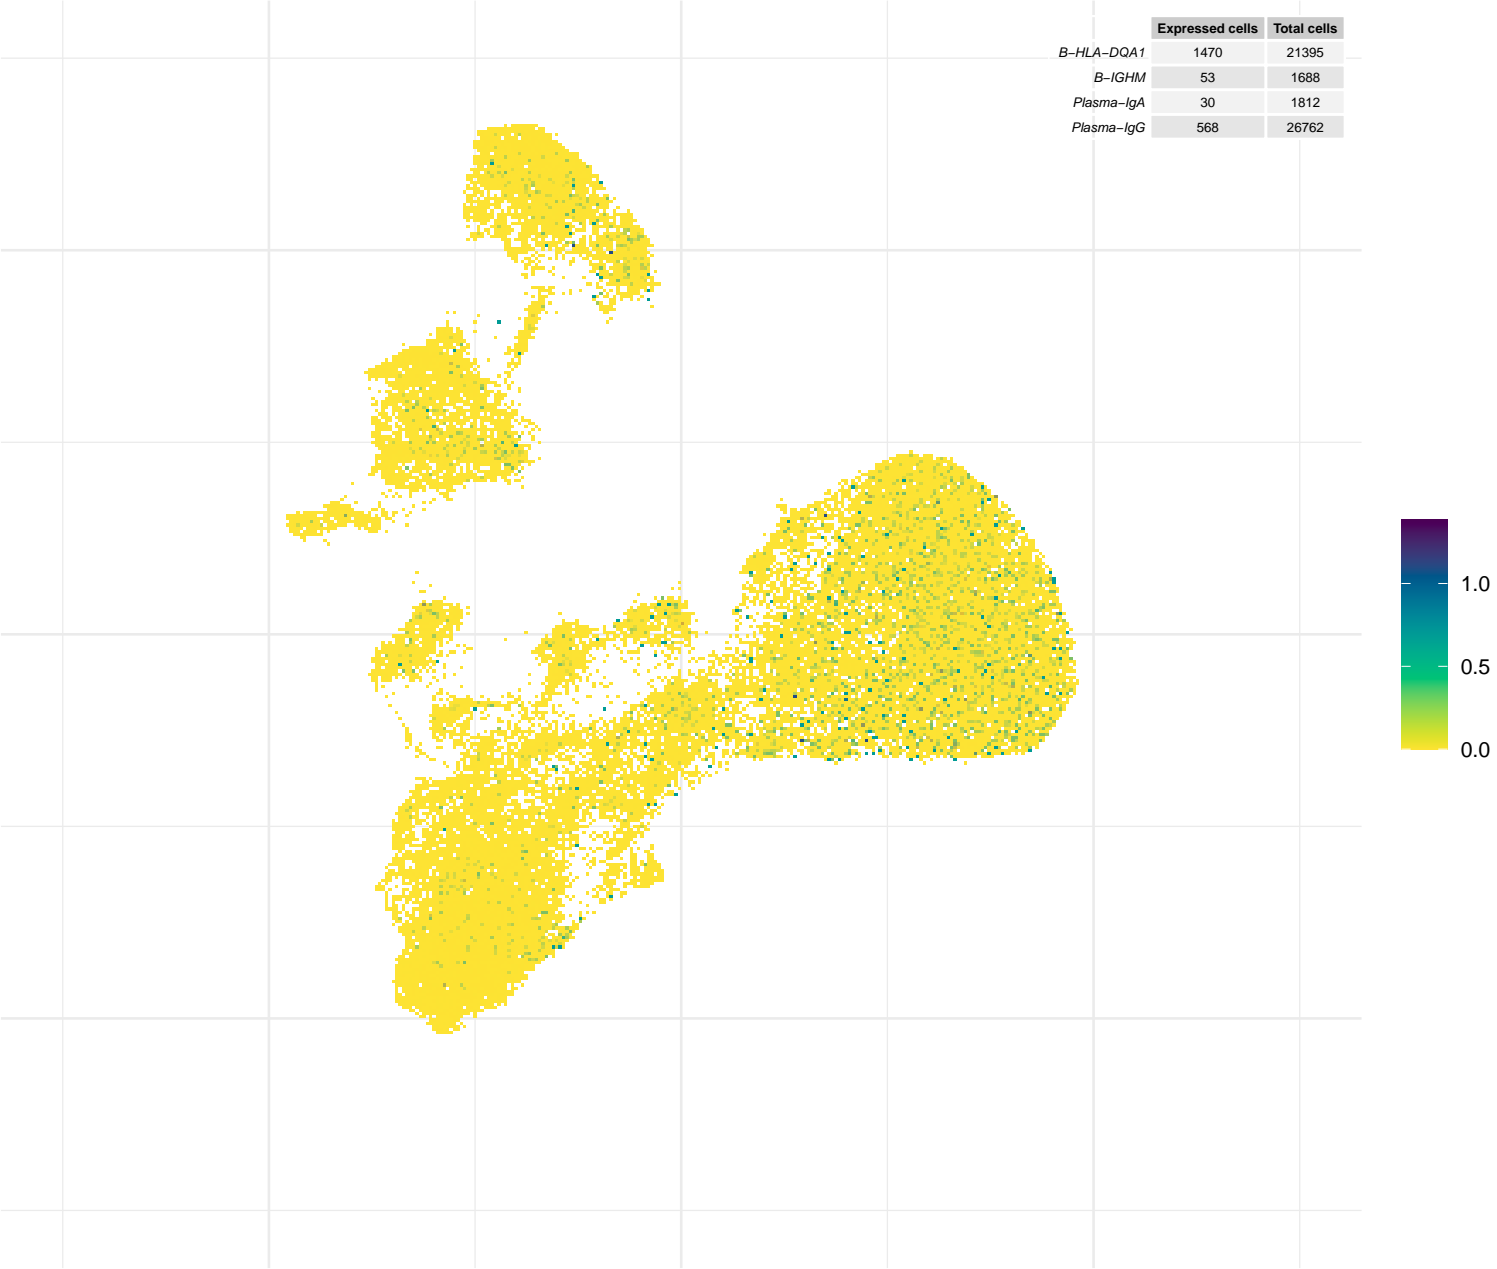 Expressed cells Total cells
B−HLA−DQA1 1470 21395
B−IGHM 53 1688
Plasma−IgA 30 1812
Plasma−IgG 568 26762
1.0
0.5
0.0